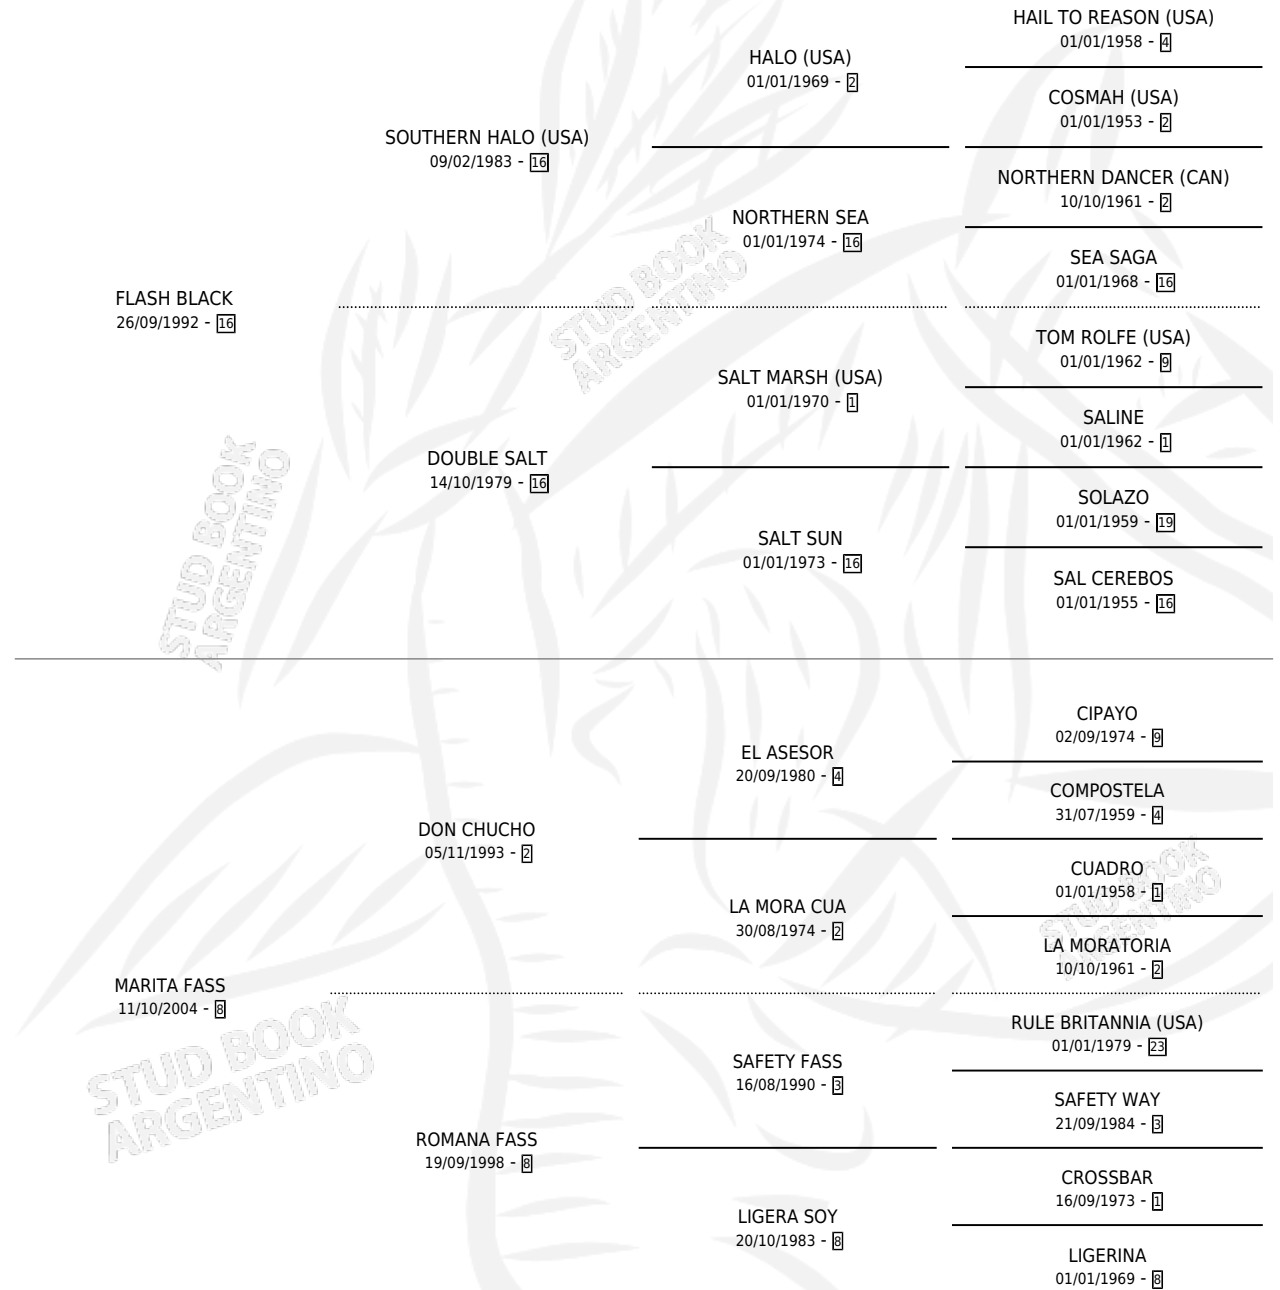 HAIL TO REASON (USA)
01/01/1958 - 4
HALO (USA)
01/01/1969 - 2
COSMAH (USA)
01/01/1953 - 2
SOUTHERN HALO (USA)
09/02/1983 - 16
NORTHERN DANCER (CAN)
10/10/1961 - 2
NORTHERN SEA
01/01/1974 - 16
SEA SAGA
01/01/1968 - 16
FLASH BLACK
26/09/1992 - 16
STUD BOOK
ARGENTINO
TOM ROLFE (USA)
01/01/1962 - 9
SALT MARSH (USA)
01/01/1970 - 1
SALINE
01/01/1962 - 1
DOUBLE SALT
14/10/1979 - 16
SOLAZO
01/01/1959 - 19
SALT SUN
01/01/1973 - 16
SAL CEREBOS
01/01/1955 - 16
STUD BOOK
ARGENTINO
CIPAYO
02/09/1974 - 9
EL ASESOR
20/09/1980 - 4
COMPOSTELA
31/07/1959 - 4
DON CHUCHO
05/11/1993 - 2
CUADRO
01/01/1958 - 1
STUD BOOK
ARGENTINO
LA MORA CUA
30/08/1974 - 2
LA MORATORIA
10/10/1961 - 2
MARITA FASS
11/10/2004 - 8
RULE BRITANNIA (USA)
01/01/1979 - 23
STUD BOOK
ARGENTINO
SAFETY FASS
16/08/1990 - 3
SAFETY WAY
21/09/1984 - 3
ROMANA FASS
19/09/1998 - 8
CROSSBAR
16/09/1973 - 1
LIGERA SOY
20/10/1983 - 8
LIGERINA
01/01/1969 - 8